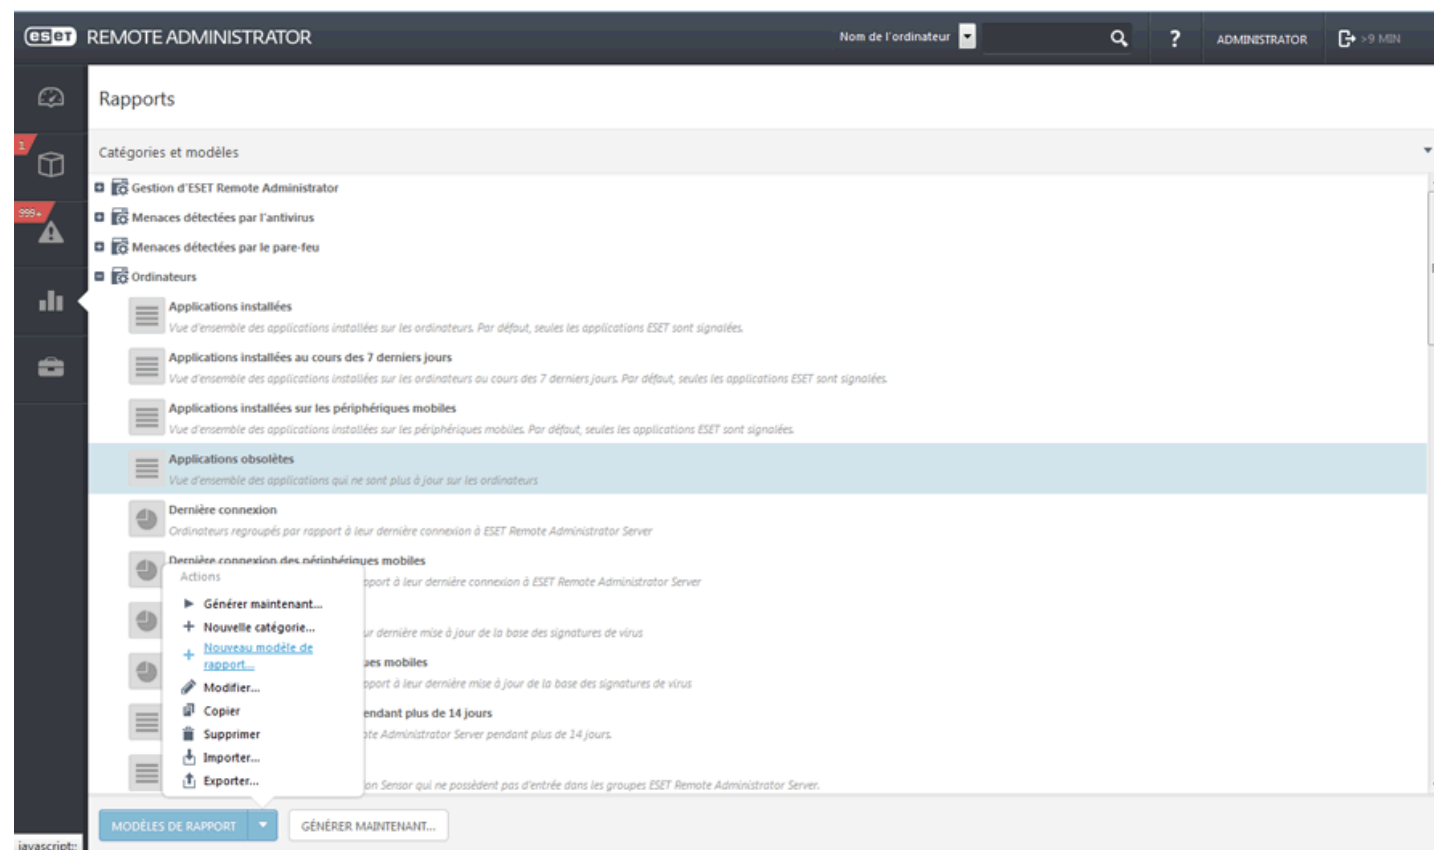 eset REMOTE ADMINISTRATOR
Nom de l'ordinateur
?
ADMINISTRATOR
>9 MIN
Rapports
1
Catégories et modèles
Gestion d'ESET Remote Administrator
999+
Menaces détectées par l'antivirus
Menaces détectées par le pare-feu
Ordinateurs
Applications installées
Vue d'ensemble des applications installées sur les ordinateurs. Par défaut, seules les applications ESET sont signalées.
Applications installées au cours des 7 derniers jours
Vue d'ensemble des applications installées sur les ordinateurs au cours des 7 derniers jours. Par défaut, seules les applications ESET sont signalées.
Applications installées sur les périphériques mobiles
Vue d'ensemble des applications installées sur les périphériques mobiles. Par défaut, seules les applications ESET sont signalées.
Applications obsolètes
Vue d'ensemble des applications qui ne sont plus à jour sur les ordinateurs
Dernière connexion
Ordinateurs regroupés par rapport à leur dernière connexion à ESET Remote Administrator Server
Dernière connexion des périphériques mobiles
pport à leur dernière connexion à ESET Remote Administrator Server
ur dernière mise à jour de la base des signatures de virus
ues mobiles
pport à leur dernière mise à jour de la base des signatures de virus
endant plus de 14 jours
te Administrator Server pendant plus de 14 jours.
on Sensor qui ne possèdent pas d'entrée dans les groupes ESET Remote Administrator Server.
Actions
Générer maintenant...
Nouvelle catégorie...
Nouveau modèle de
rapport...
Modifier...
Copier
Supprimer
Importer...
Exporter...
MODÈLES DE RAPPORT
GÉNÉRER MAINTENANT...
javascript:;